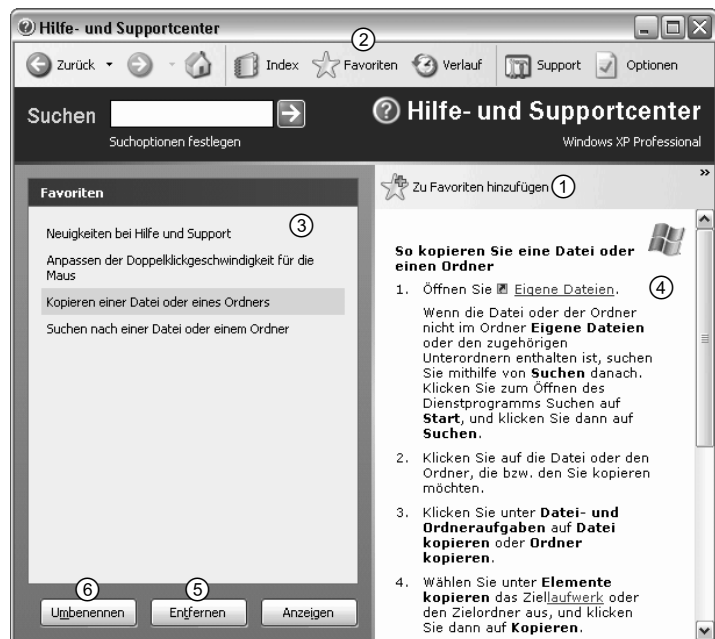 Hilfe- und Supportcenter
②
Zurück
Index
Favoriten
Verlauf
Support
Optionen
Suchen
Suchoptionen festlegen
Hilfe- und Supportcenter
Windows XP Professional
Favoriten
③
Neuigkeiten bei Hilfe und Support
Anpassen der Doppelklickgeschwindigkeit für die
Maus
Kopieren einer Datei oder eines Ordners
Suchen nach einer Datei oder einem Ordner
⑥
⑤
Umbenennen
Entfernen
Anzeigen
Zu Favoriten hinzufügen ①
»
So kopieren Sie eine Datei oder
einen Ordner
1. Öffnen Sie Eigene Dateien.
④
Wenn die Datei oder der Ordner
nicht im Ordner Eigene Dateien
oder den zugehörigen
Unterordnern enthalten ist, suchen
Sie mithilfe von Suchen danach.
Klicken Sie zum Öffnen des
Dienstprogramms Suchen auf
Start, und klicken Sie dann auf
Suchen.
2. Klicken Sie auf die Datei oder den
Ordner, die bzw. den Sie kopieren
möchten.
3. Klicken Sie unter Datei- und
Ordneraufgaben auf Datei
kopieren oder Ordner
kopieren.
4. Wählen Sie unter Elemente
kopieren das Ziellaufwerk oder
den Zielordner aus, und klicken
Sie dann auf Kopieren.